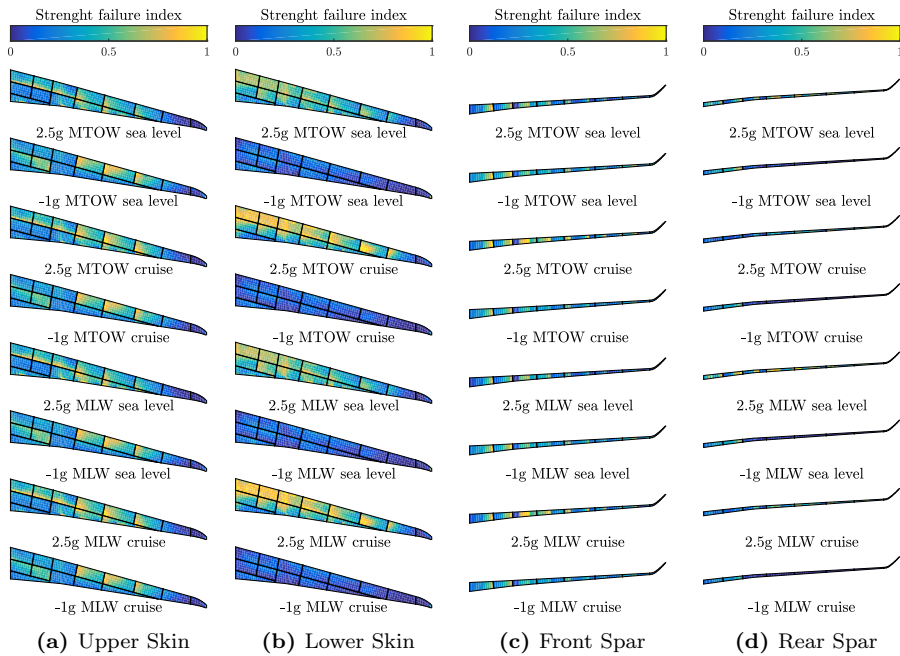 Strenght failure index
0 0.5 1
2.5g MTOW sea level
-1g MTOW sea level
2.5g MTOW cruise
-1g MTOW cruise
2.5g MLW sea level
-1g MLW sea level
2.5g MLW cruise
-1g MLW cruise
(a) Upper Skin
Strenght failure index
0 0.5 1
2.5g MTOW sea level
-1g MTOW sea level
2.5g MTOW cruise
-1g MTOW cruise
2.5g MLW sea level
-1g MLW sea level
2.5g MLW cruise
-1g MLW cruise
(b) Lower Skin
Strenght failure index
0 0.5 1
2.5g MTOW sea level
-1g MTOW sea level
2.5g MTOW cruise
-1g MTOW cruise
2.5g MLW sea level
-1g MLW sea level
2.5g MLW cruise
-1g MLW cruise
(c) Front Spar
Strenght failure index
0 0.5 1
2.5g MTOW sea level
-1g MTOW sea level
2.5g MTOW cruise
-1g MTOW cruise
2.5g MLW sea level
-1g MLW sea level
2.5g MLW cruise
-1g MLW cruise
(d) Rear Spar